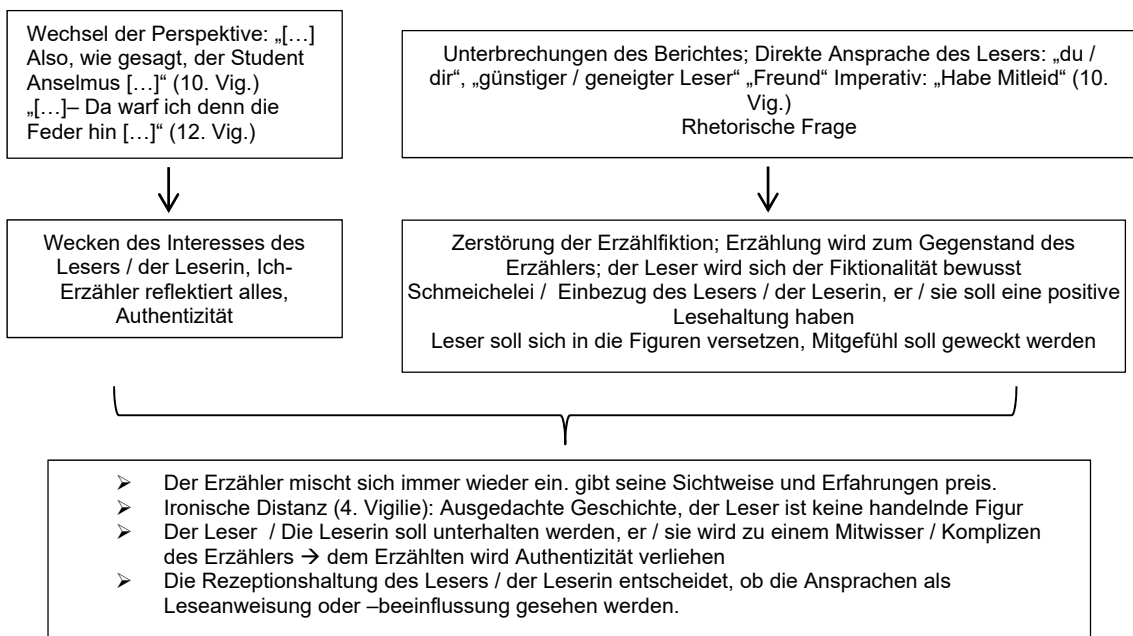 Wechsel der Perspektive: „[…]
Also, wie gesagt, der Student
Anselmus […]“ (10. Vig.)
„[…]– Da warf ich denn die
Feder hin […]“ (12. Vig.)
Unterbrechungen des Berichtes; Direkte Ansprache des Lesers: „du /
dir“, „günstiger / geneigter Leser“ „Freund“ Imperativ: „Habe Mitleid“ (10.
Vig.)
Rhetorische Frage
Wecken des Interesses des
Lesers / der Leserin, Ich-
Erzähler reflektiert alles,
Authentizität
Zerstörung der Erzählfiktion; Erzählung wird zum Gegenstand des
Erzählers; der Leser wird sich der Fiktionalität bewusst
Schmeichelei / Einbezug des Lesers / der Leserin, er / sie soll eine positive
Lesehaltung haben
Leser soll sich in die Figuren versetzen, Mitgefühl soll geweckt werden
➢ Der Erzähler mischt sich immer wieder ein. gibt seine Sichtweise und Erfahrungen preis.
➢ Ironische Distanz (4. Vigilie): Ausgedachte Geschichte, der Leser ist keine handelnde Figur
➢ Der Leser / Die Leserin soll unterhalten werden, er / sie wird zu einem Mitwisser / Komplizen
des Erzählers → dem Erzählten wird Authentizität verliehen
➢ Die Rezeptionshaltung des Lesers / der Leserin entscheidet, ob die Ansprachen als
Leseanweisung oder –beeinflussung gesehen werden.